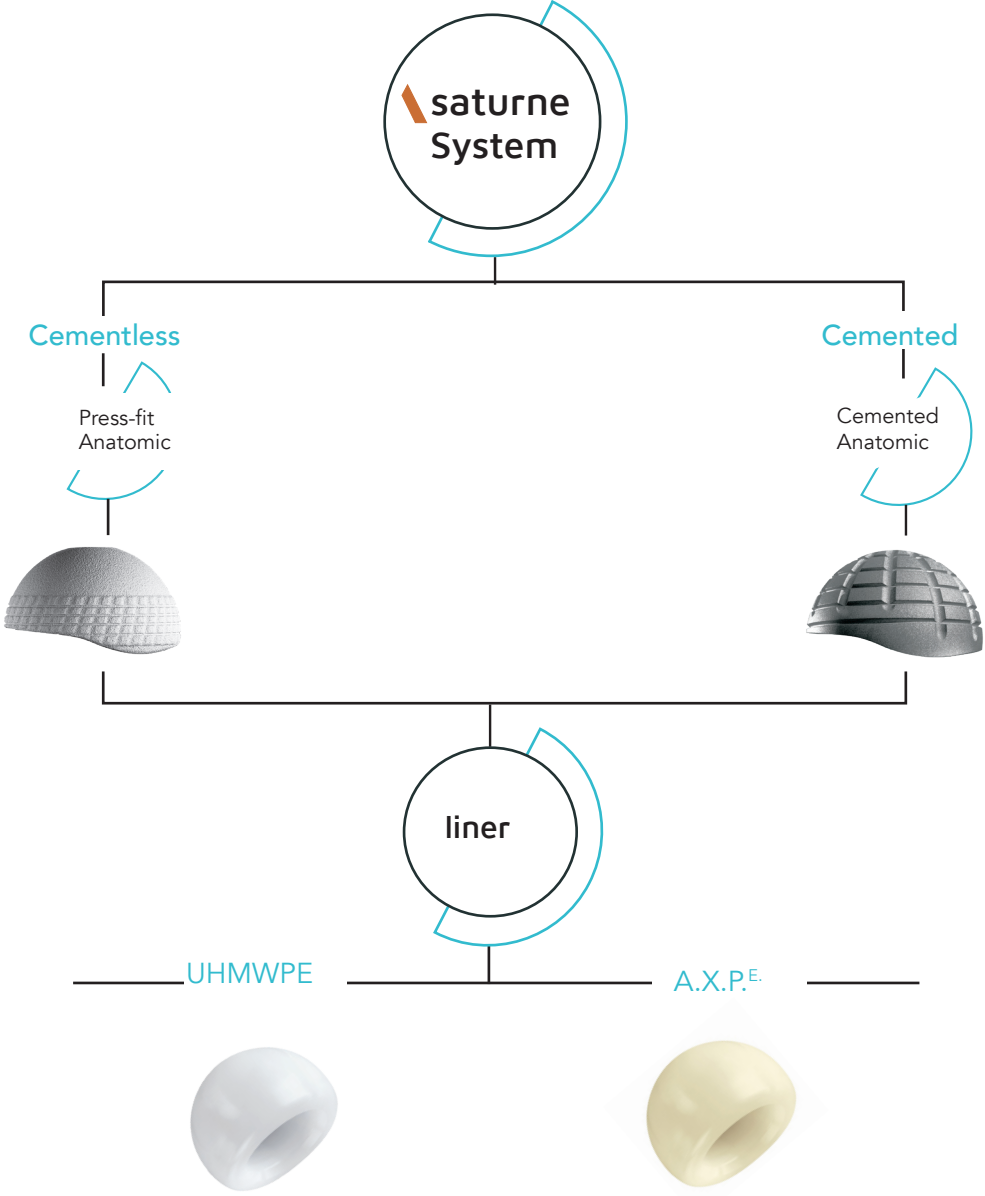 saturne
System
Cementless
Cemented
Press-fit
Anatomic
Cemented
Anatomic
liner
UHMWPE
A.X.P.E.